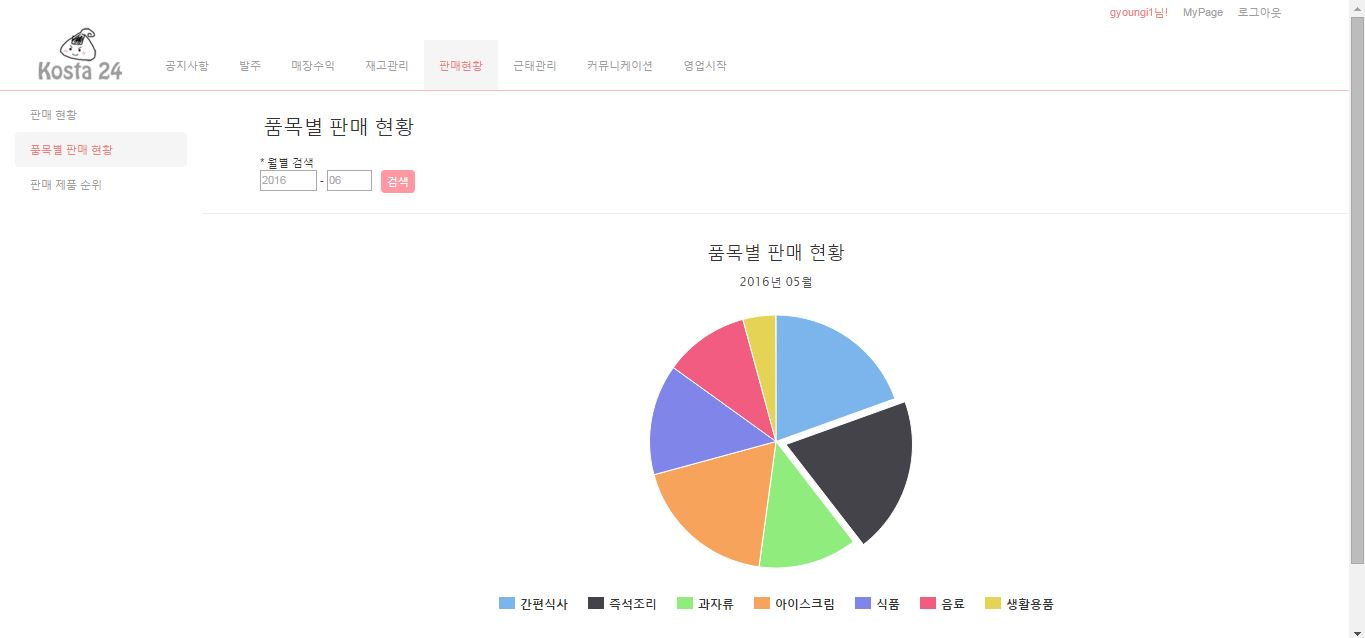 gyoungi1님! MyPage 로그아웃
Kosta 24
공지사항 발주 매장수익 재고관리 판매현황 근태관리 커뮤니케이션 영업시작
판매 현황
품목별 판매 현황
판매 제품 순위
품목별 판매 현황
* 월별 검색
2016 - 06 검색
품목별 판매 현황
2016년 05월
간편식사 즉석조리 과자류 아이스크림 식품 음료 생활용품